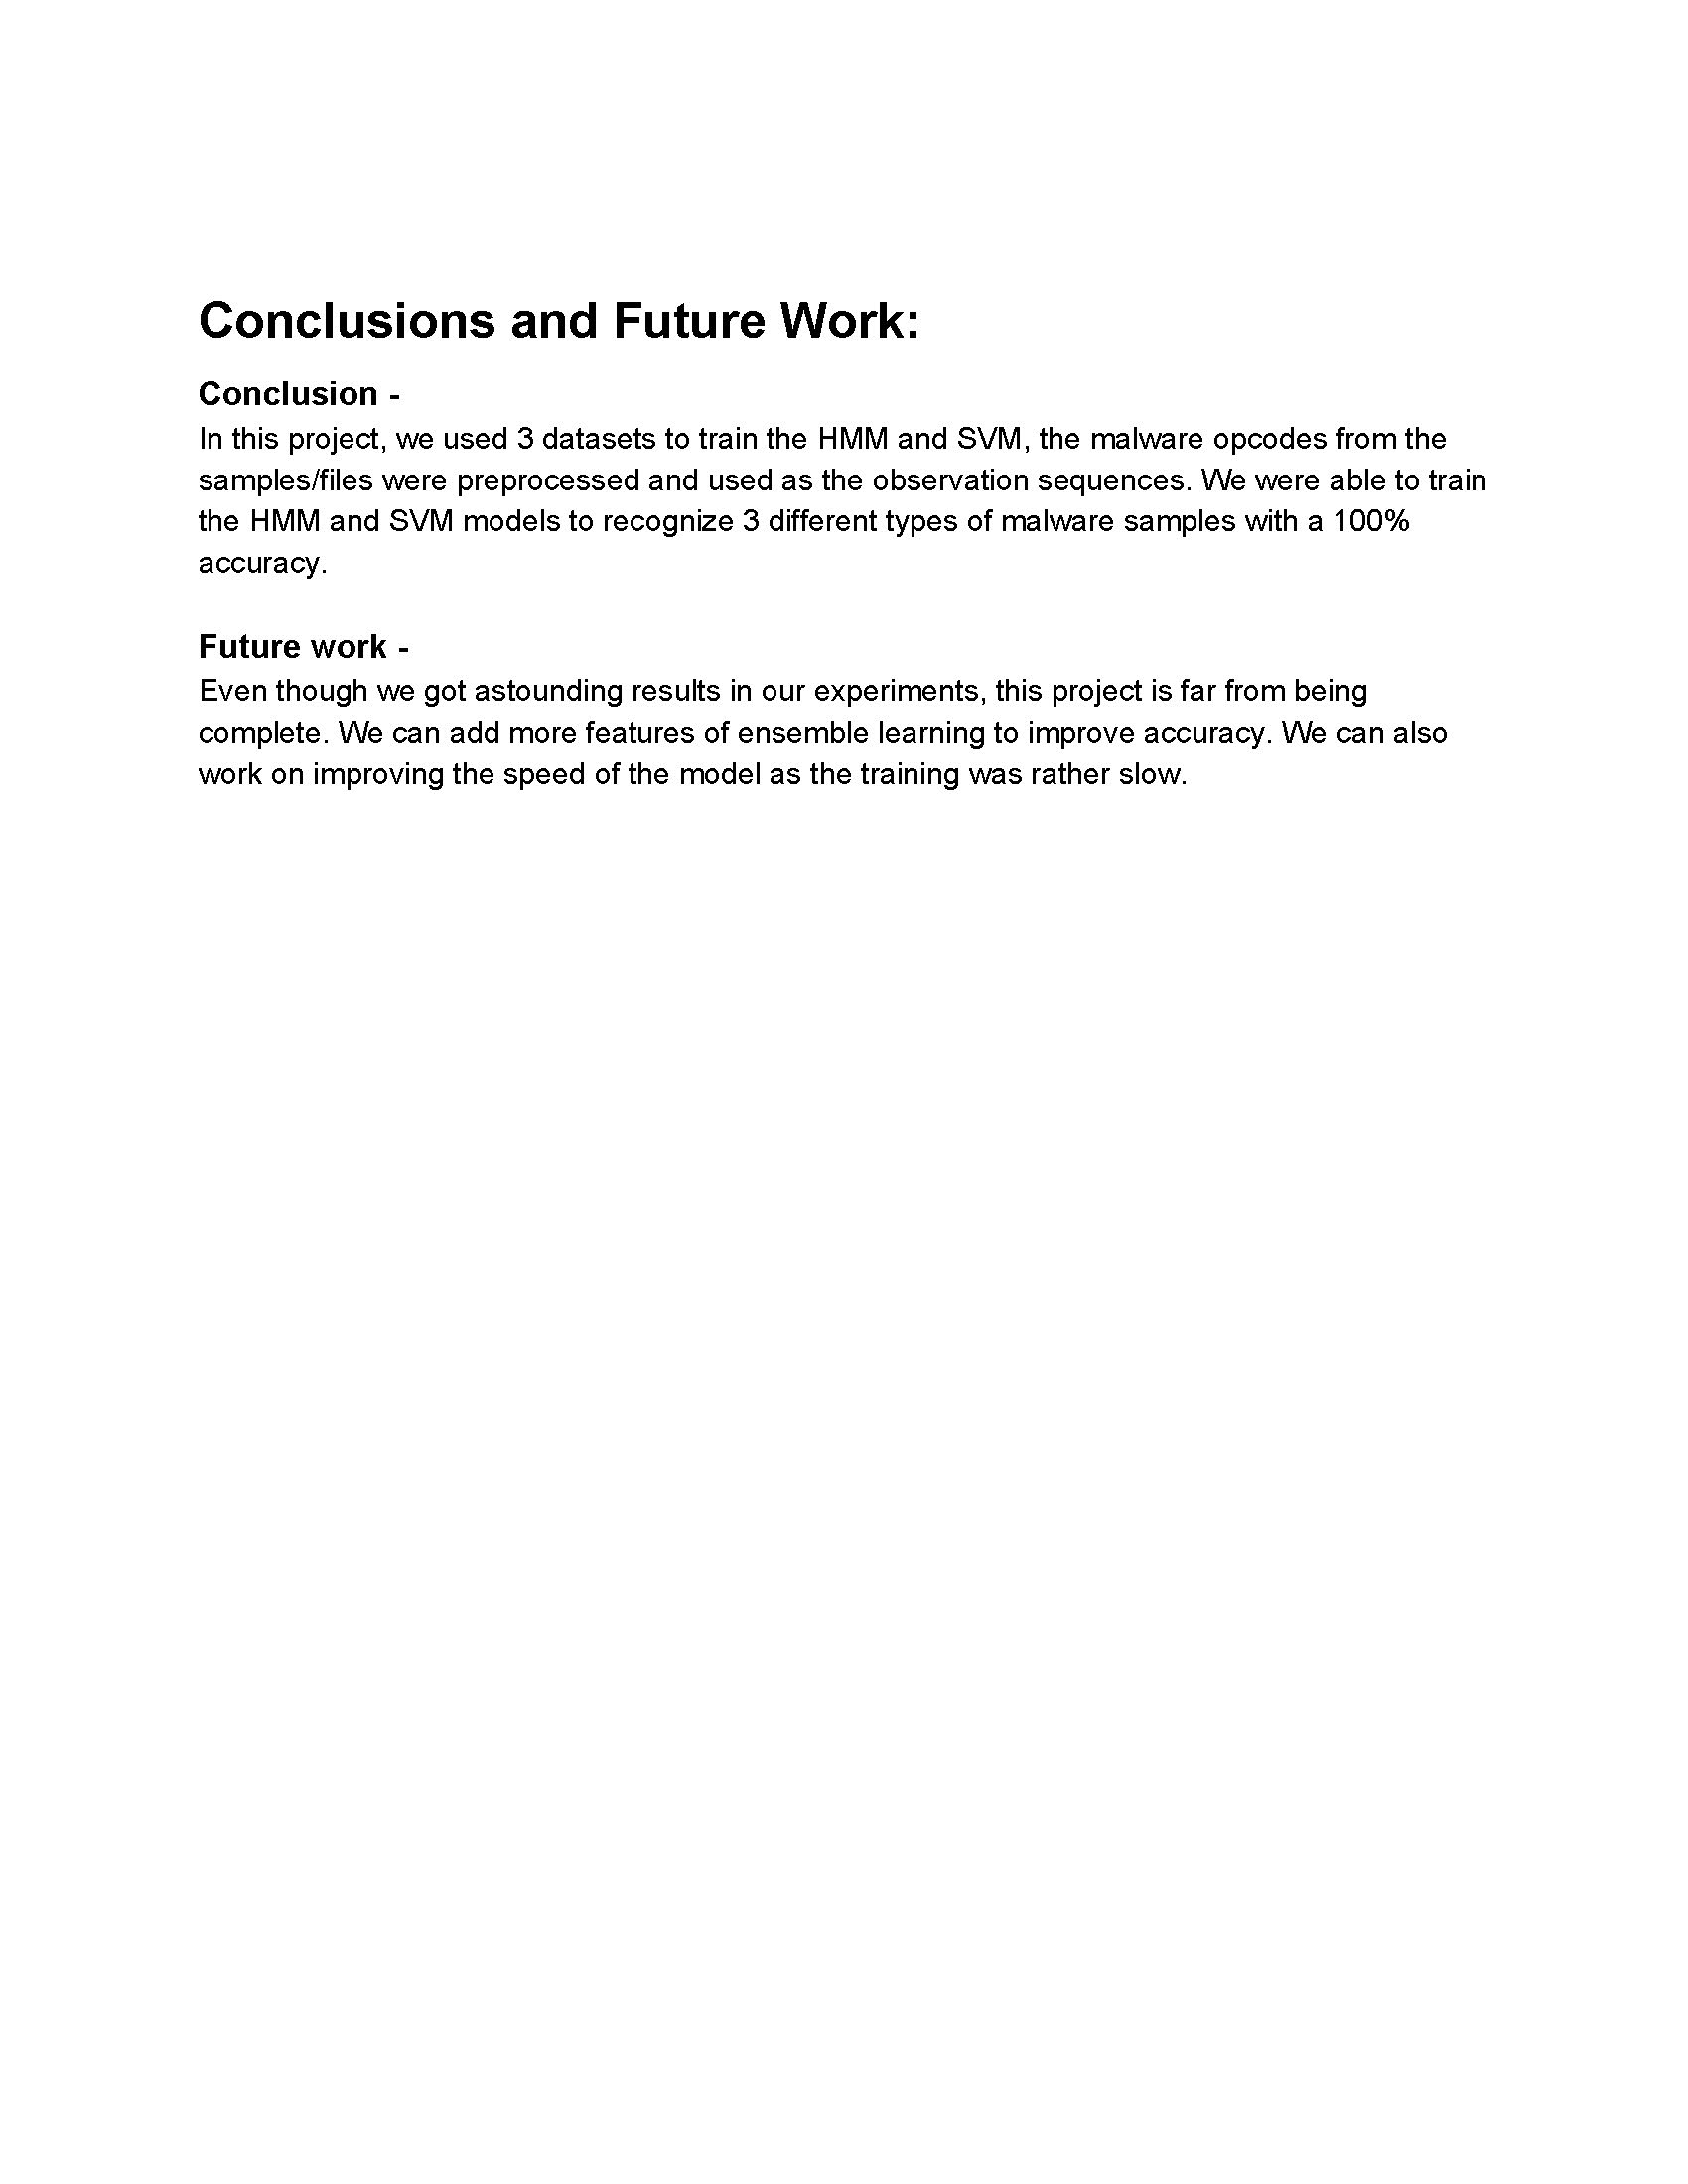 Conclusions and Future Work:
Conclusion -
In this project, we used 3 datasets to train the HMM and SVM, the malware opcodes from the
samples/files were preprocessed and used as the observation sequences. We were able to train
the HMM and SVM models to recognize 3 different types of malware samples with a 100%
accuracy.
Future work -
Even though we got astounding results in our experiments, this project is far from being
complete. We can add more features of ensemble learning to improve accuracy. We can also
work on improving the speed of the model as the training was rather slow.